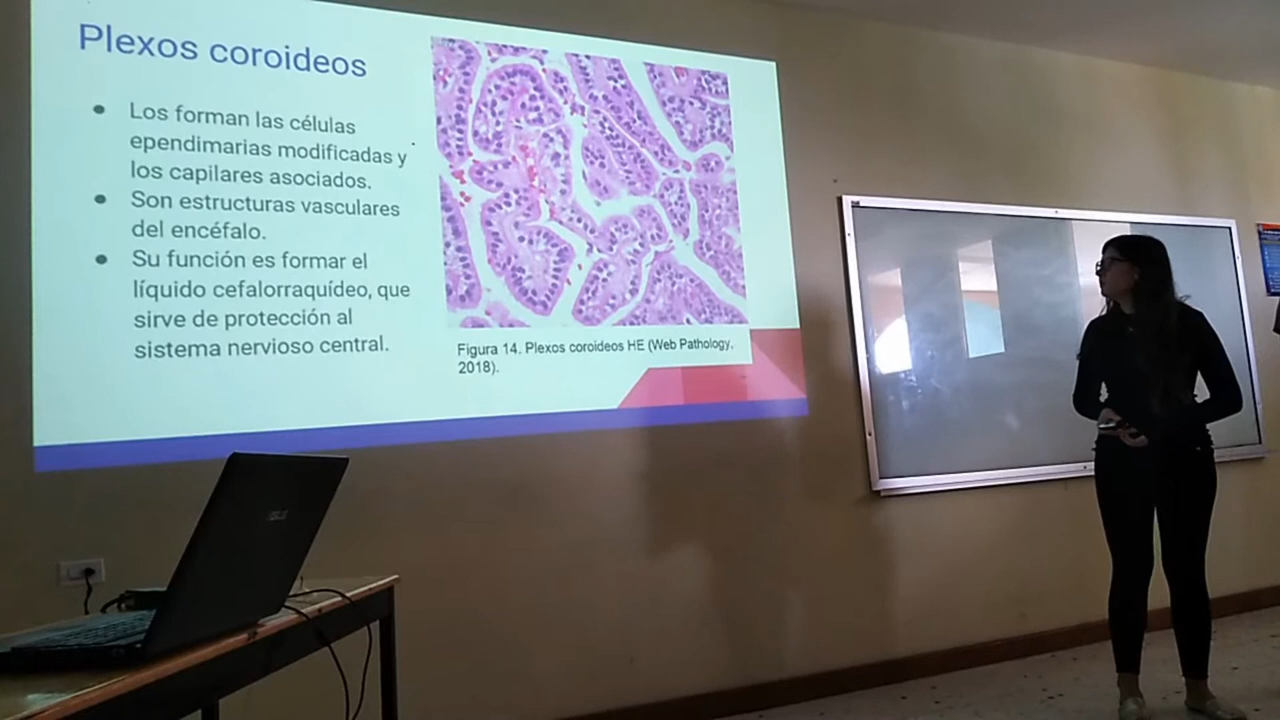 Plexos coroideos
Los forman las células
ependimarias modificadas y
los capilares asociados.
Son estructuras vasculares
del encéfalo.
Su función es formar el
líquido cefalorraquídeo, que
sirve de protección al
sistema nervioso central.
Figura 14. Plexos coroideos HE (Web Pathology,
2018).
ASUS